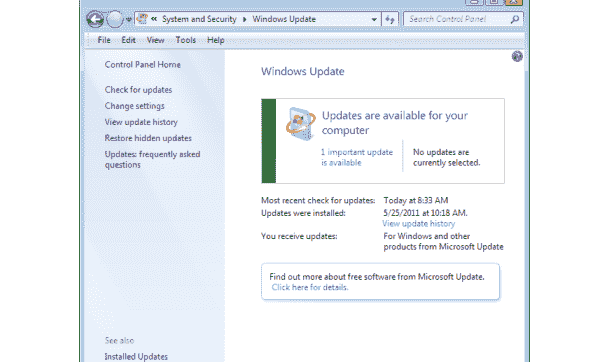 System and Security Windows Update
Search Control Panel
File Edit View Tools Help
Control Panel Home
Check for updates
Change settings
View update history
Restore hidden updates
Updates: frequently asked
questions
See also
Installed Updates
Windows Update
Updates are available for your
computer
1 important update
is available
No updates are
currently selected.
Most recent check for updates: Today at 8:33 AM
Updates were installed: 5/25/2011 at 10:18 AM.
View update history
You receive updates: For Windows and other
products from Microsoft Update
Find out more about free software from Microsoft Update.
Click here for details.